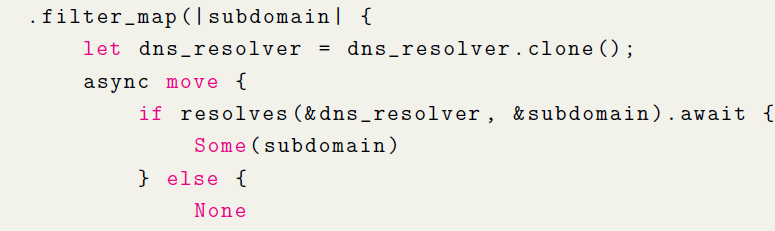 .filter_map(|subdomain| {
    let dns_resolver = dns_resolver.clone();
    async move {
        if resolves(&dns_resolver, &subdomain).await {
            Some(subdomain)
        } else {
            None